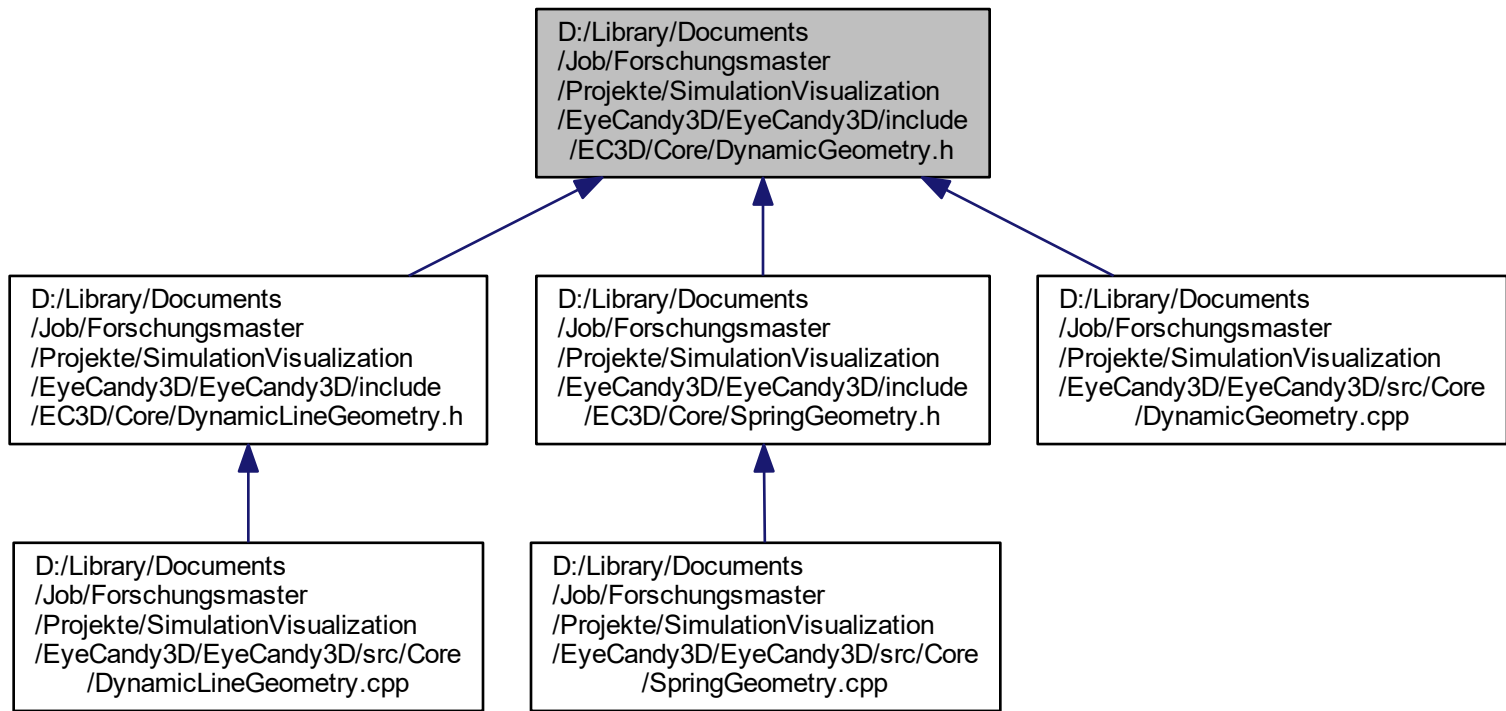 D:/Library/Documents
/Job/Forschungsmaster
/Projekte/SimulationVisualization
/EyeCandy3D/EyeCandy3D/include
/EC3D/Core/DynamicGeometry.h
D:/Library/Documents
/Job/Forschungsmaster
/Projekte/SimulationVisualization
/EyeCandy3D/EyeCandy3D/include
/EC3D/Core/DynamicLineGeometry.h
D:/Library/Documents
/Job/Forschungsmaster
/Projekte/SimulationVisualization
/EyeCandy3D/EyeCandy3D/include
/EC3D/Core/SpringGeometry.h
D:/Library/Documents
/Job/Forschungsmaster
/Projekte/SimulationVisualization
/EyeCandy3D/EyeCandy3D/src/Core
/DynamicGeometry.cpp
D:/Library/Documents
/Job/Forschungsmaster
/Projekte/SimulationVisualization
/EyeCandy3D/EyeCandy3D/src/Core
/DynamicLineGeometry.cpp
D:/Library/Documents
/Job/Forschungsmaster
/Projekte/SimulationVisualization
/EyeCandy3D/EyeCandy3D/src/Core
/SpringGeometry.cpp